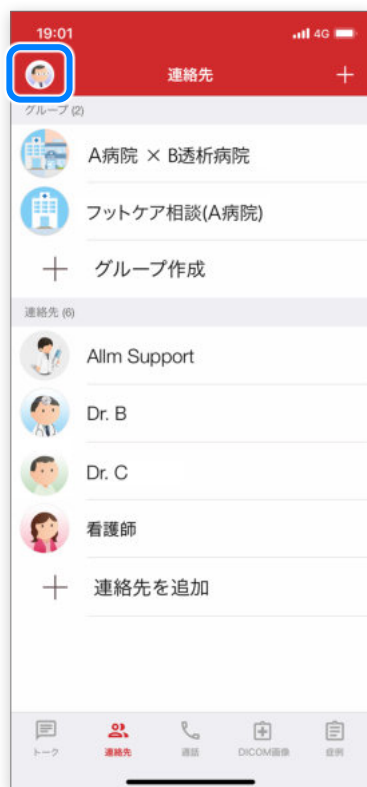 19:01 4G
連絡先
グループ (2)
A病院 × B透析病院
フットケア相談(A病院)
グループ作成
連絡先 (6)
Allm Support
Dr. B
Dr. C
看護師
連絡先を追加
トーク 連絡先 通話 DICOM画像 症例